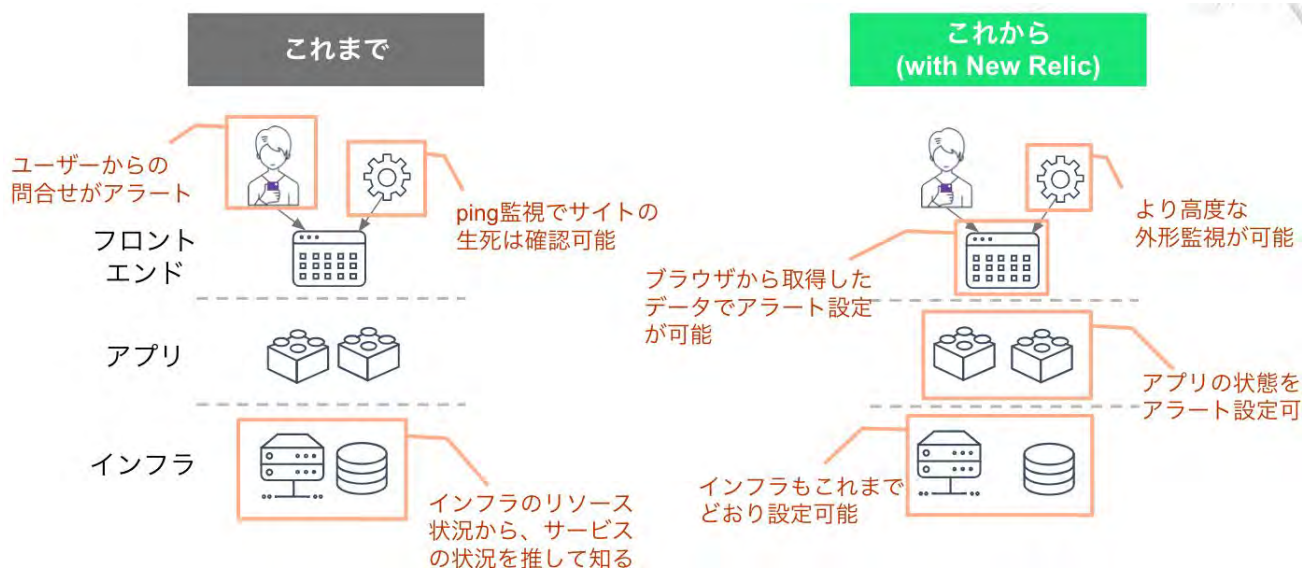 これまで
ユーザーからの
問合せがアラート
ping監視でサイトの
生死は確認可能
フロント
エンド
アプリ
インフラ
インフラのリソース
状況から、サービス
の状況を推して知る
これから
(with New Relic)
より高度な
外形監視が可能
ブラウザから取得した
データでアラート設定
が可能
アプリの状態を
アラート設定可
インフラもこれまで
どおり設定可能